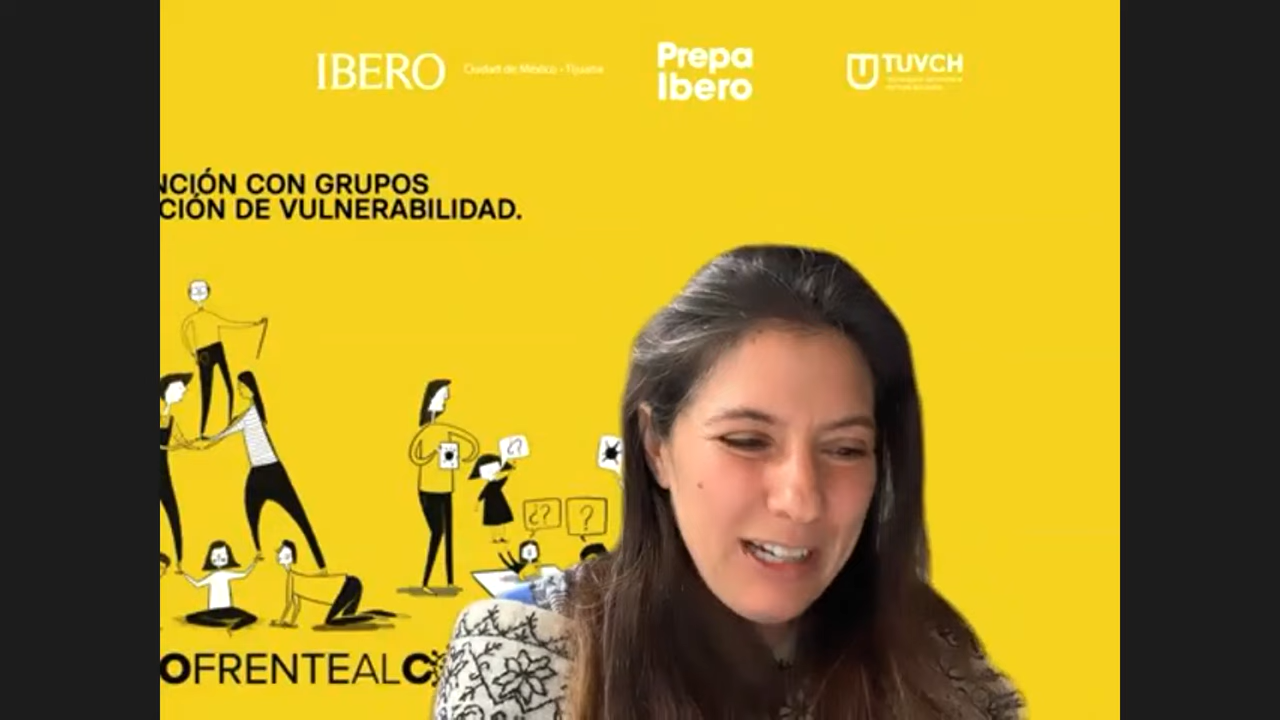 IBERO
Ciudad de México - Tijuana
Prepa
Ibero
TUVCH
NCIÓN CON GRUPOS
CIÓN DE VULNERABILIDAD.
¿?
¿?
?
OFRENTEALC